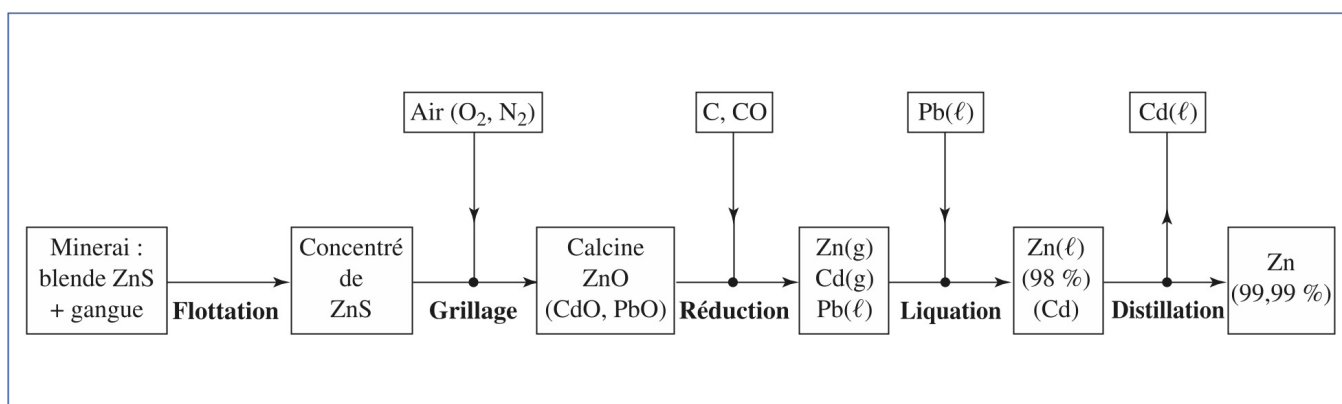 Air (O₂, N₂)
C, CO
Pb(ℓ)
Cd(ℓ)
Minerai :
blende ZnS
+ gangue
Flottation
Concentré
de
ZnS
Grillage
Calcine
ZnO
(CdO, PbO)
Réduction
Zn(g)
Cd(g)
Pb(ℓ)
Liquation
Zn(ℓ)
(98 %)
(Cd)
Distillation
Zn
(99,99 %)